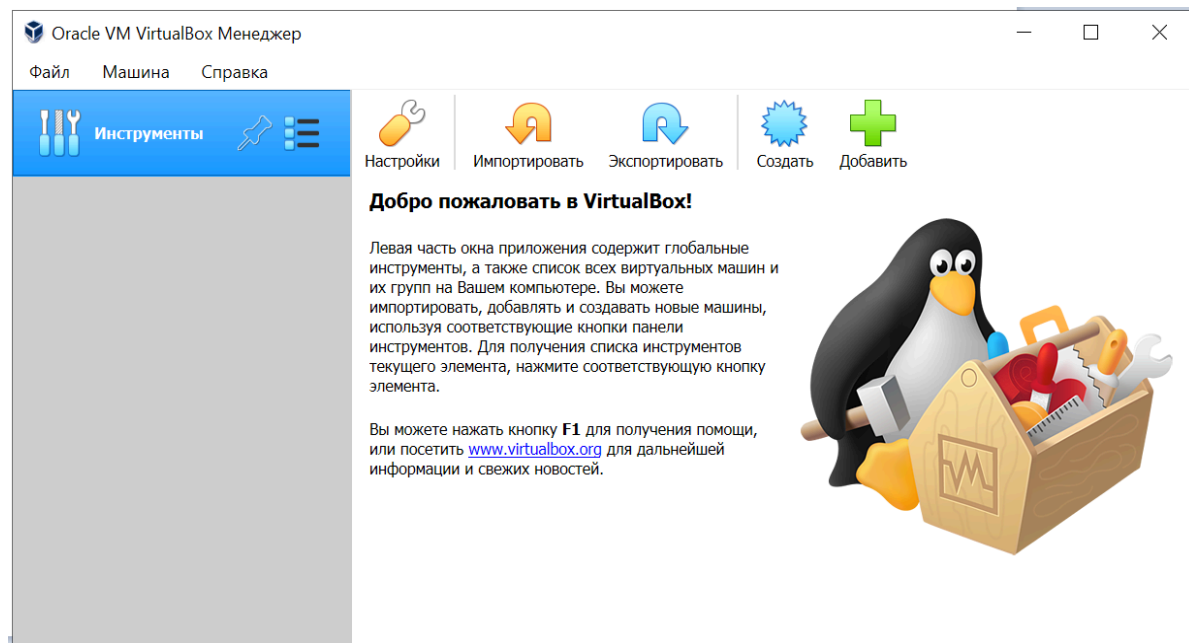 Oracle VM VirtualBox Менеджер
Файл Машина Справка
Инструменты
Настройки Импортировать Экспортировать Создать Добавить
Добро пожаловать в VirtualBox!
Левая часть окна приложения содержит глобальные
инструменты, а также список всех виртуальных машин и
их групп на Вашем компьютере. Вы можете
импортировать, добавлять и создавать новые машины,
используя соответствующие кнопки панели
инструментов. Для получения списка инструментов
текущего элемента, нажмите соответствующую кнопку
элемента.
Вы можете нажать кнопку F1 для получения помощи,
или посетить www.virtualbox.org для дальнейшей
информации и свежих новостей.